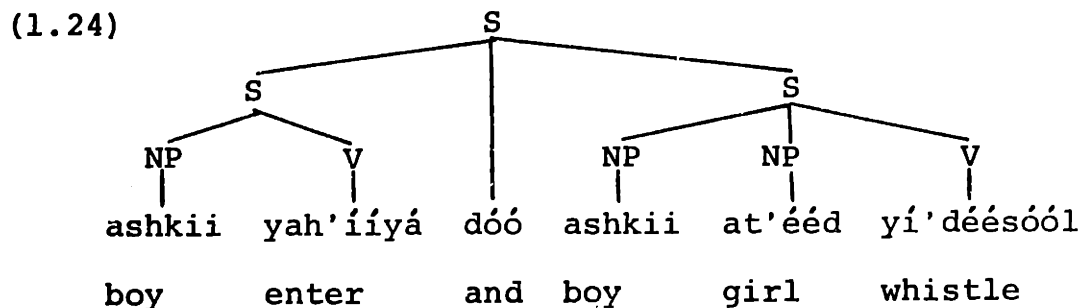 (1.24)
S
S S
NP V NP NP V
ashkii yah'ííyá dóó ashkii at'ééd yí'déésóól
boy enter and boy girl whistle